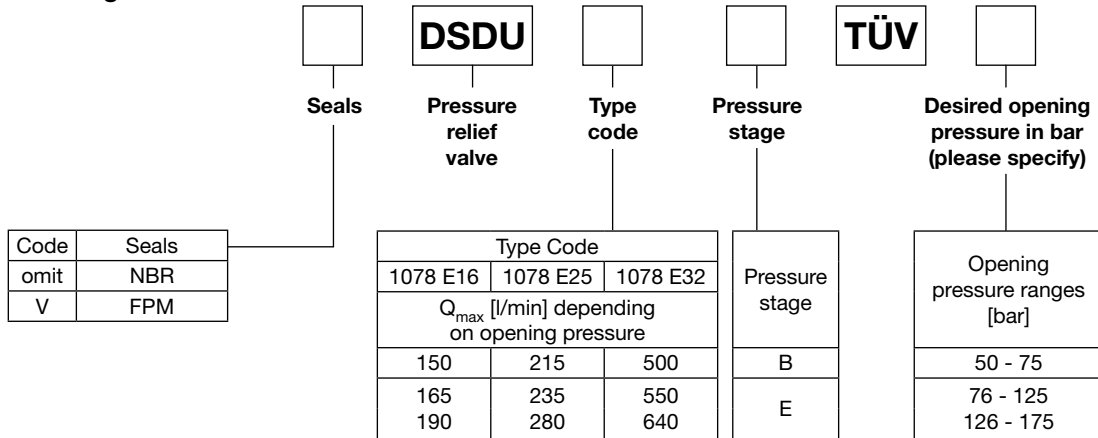 DSDU TÜV
Seals
Pressure
relief
valve
Type
code
Pressure
stage
Desired opening
pressure in bar
(please specify)
Code Seals
omit NBR
V FPM
Type Code
1078 E16 1078 E25 1078 E32
Qmax [l/min] depending
on opening pressure
150 215 500
165 235 550
190 280 640
Pressure
stage
B
E
Opening
pressure ranges
[bar]
50 - 75
76 - 125
126 - 175